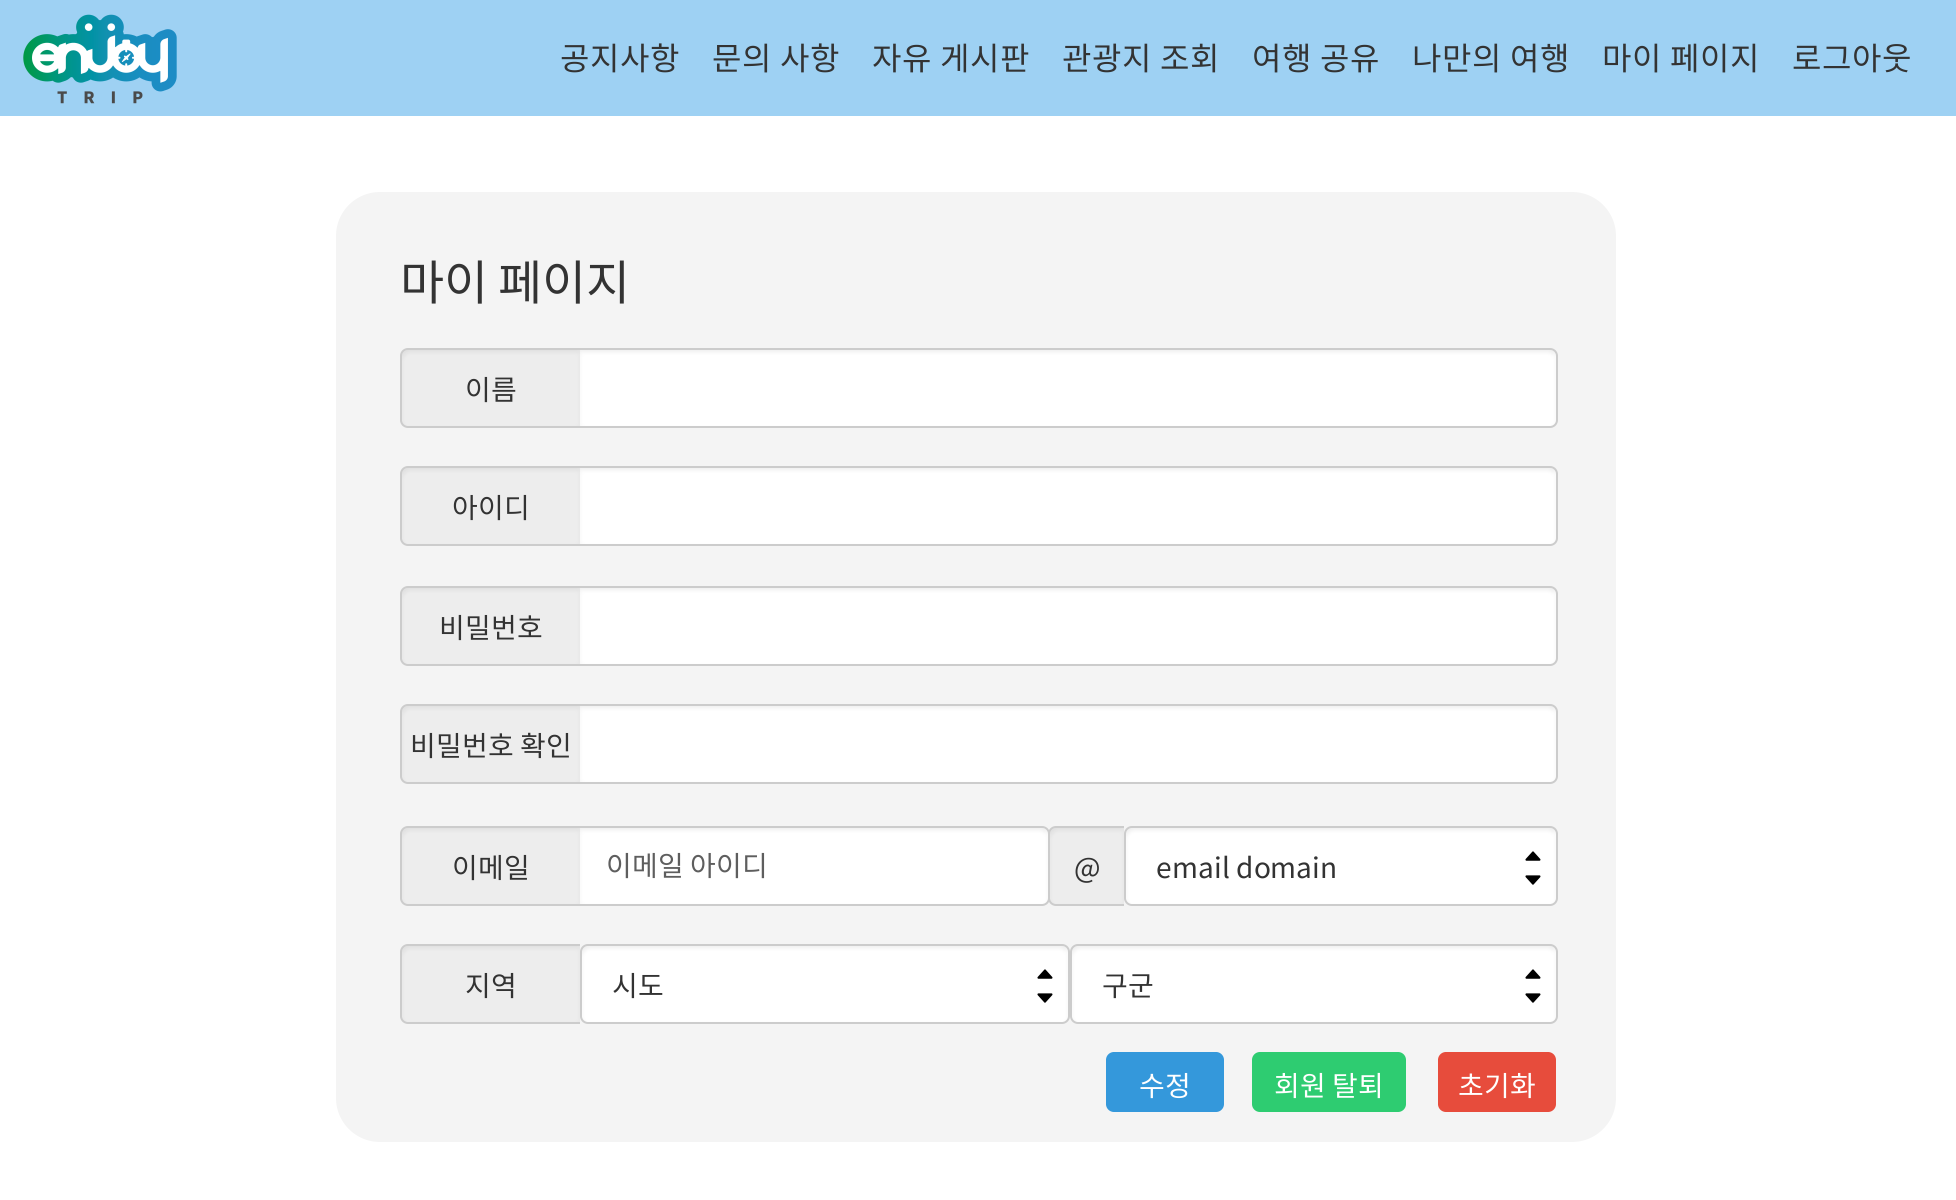 enjoy
TRIP
공지사항 문의 사항 자유 게시판 관광지 조회 여행 공유 나만의 여행 마이 페이지 로그아웃
마이 페이지
이름
아이디
비밀번호
비밀번호 확인
이메일 이메일 아이디 @ email domain
지역 시도 구군
수정 회원 탈퇴 초기화